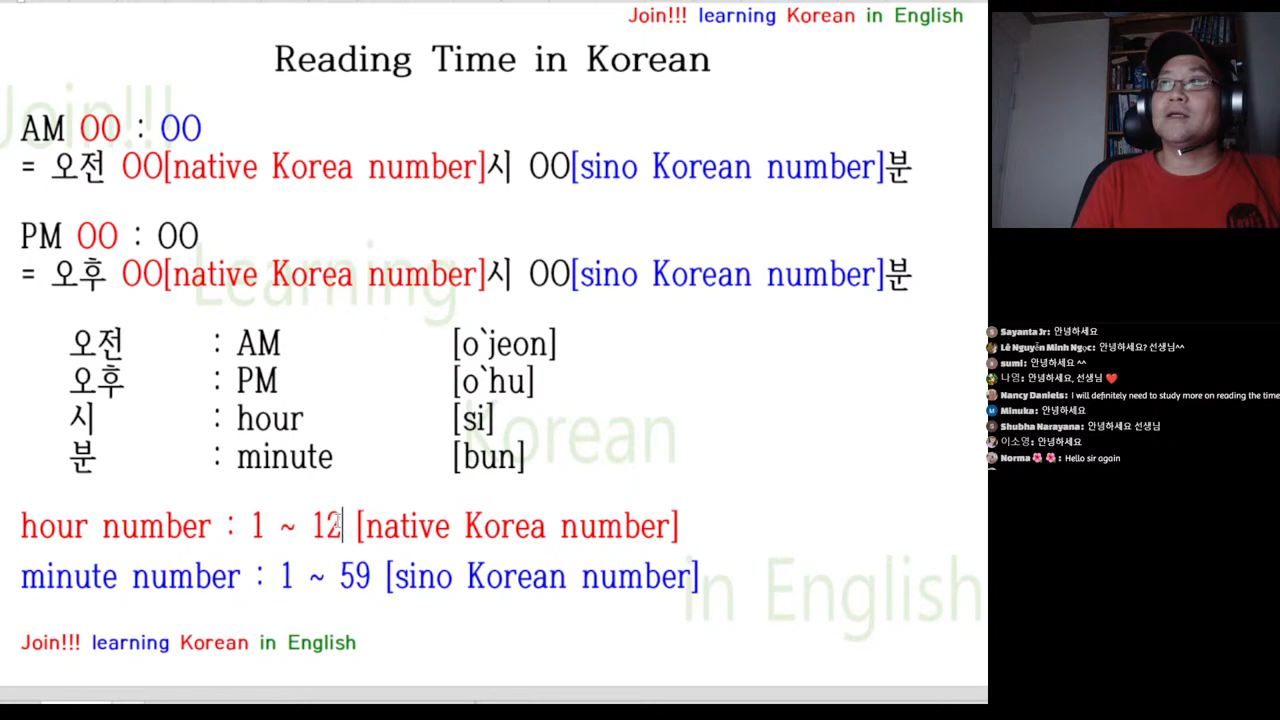 Join!!! learning Korean in English
Reading Time in Korean
AM OO : OO
= 오전 OO[native Korea number]시 OO[sino Korean number]분
PM OO : OO
= 오후 OO[native Korea number]시 OO[sino Korean number]분
오전 : AM [o`jeon]
오후 : PM [o`hu]
시 : hour [si]
분 : minute [bun]
hour number : 1 ~ 12 [native Korea number]
minute number : 1 ~ 59 [sino Korean number]
Join!!! learning Korean in English
Join!!!
Learning
Korean
in English
Sayanta Jr: 안녕하세요
Lê Nguyễn Minh Ngọc: 안녕하세요? 선생님^^
sumi: 안녕하세요 ^^
나영: 안녕하세요, 선생님 ❤️
Nancy Daniels: I will definitely need to study more on reading the time
Minuka: 안녕하세요
Shubha Narayana: 안녕하세요 선생님
이소영: 안녕하세요
Norma 🌺 🌺: Hello sir again